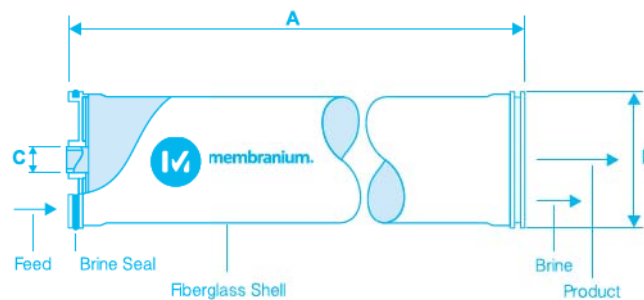 A
C
membranium.
Feed
Brine Seal
Fiberglass Shell
Brine
Product